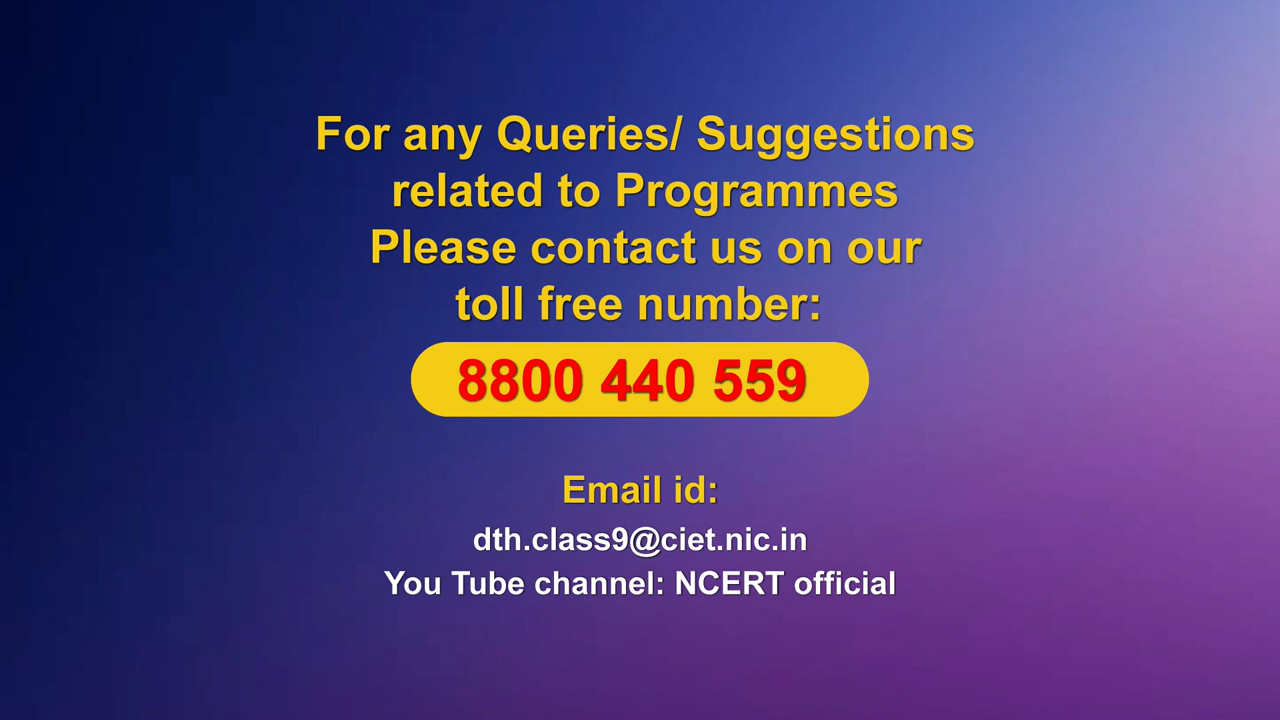 For any Queries/ Suggestions
related to Programmes
Please contact us on our
toll free number:
8800 440 559
Email id:
dth.class9@ciet.nic.in
You Tube channel: NCERT official